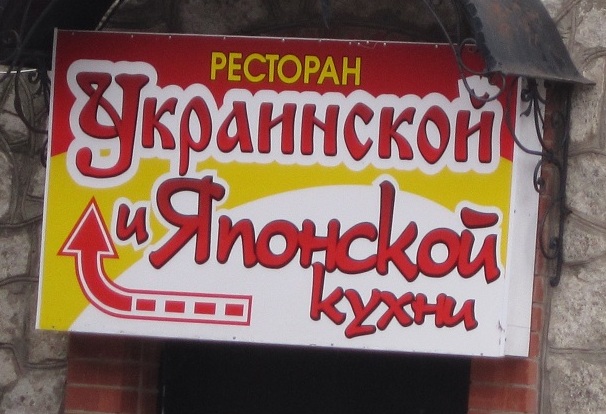 РЕСТОРАН
Украинской
и Японской
кухни